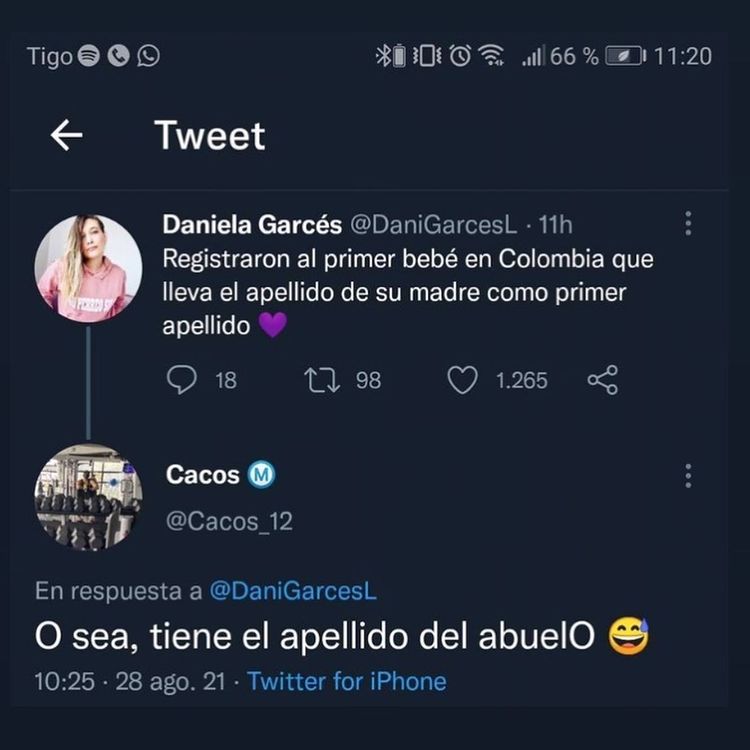 Tigo 66 % 11:20
Tweet
Daniela Garcés @DaniGarcesL · 11h
Registraron al primer bebé en Colombia que
lleva el apellido de su madre como primer
apellido 💜
18 98 1.265
Cacos Ⓜ️
@Cacos_12
En respuesta a @DaniGarcesL
O sea, tiene el apellido del abuelO 😅
10:25 · 28 ago. 21 · Twitter for iPhone